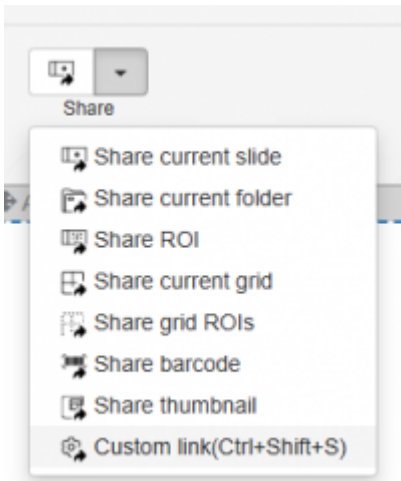 Share
Share current slide
Share current folder
Share ROI
Share current grid
Share grid ROIs
Share barcode
Share thumbnail
Custom link(Ctrl+Shift+S)